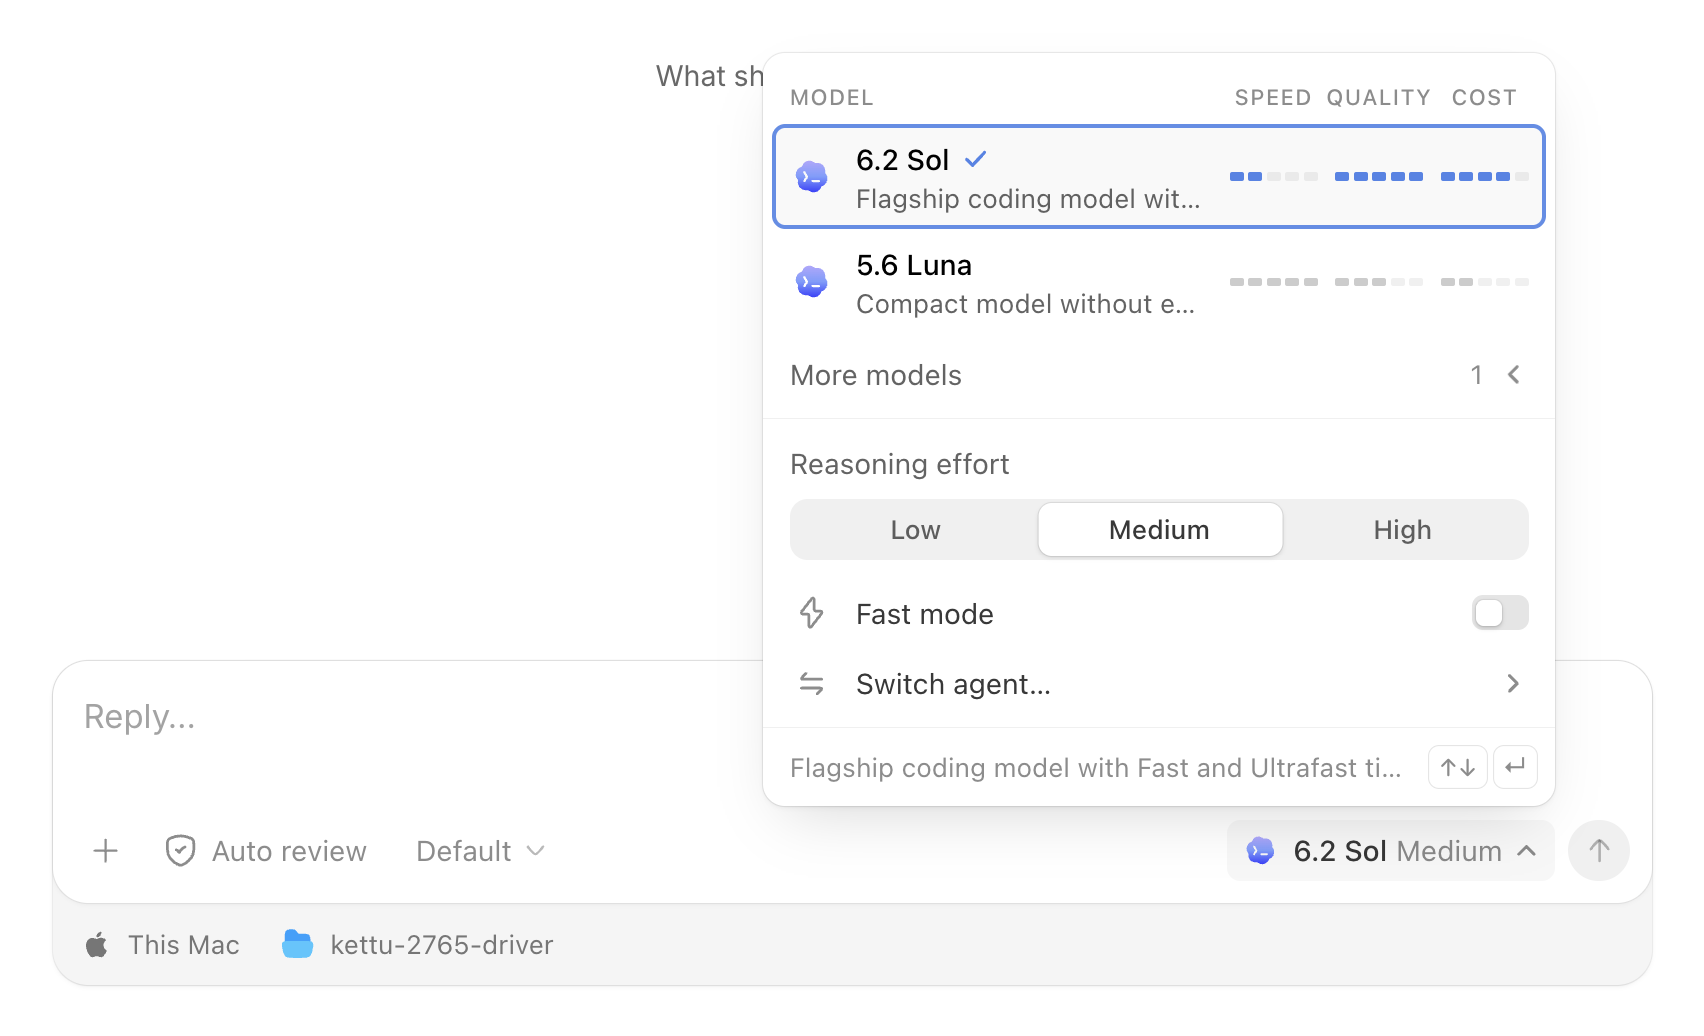 What sh
MODEL SPEED QUALITY COST
6.2 Sol
Flagship coding model wit...
5.6 Luna
Compact model without e...
More models 1
Reasoning effort
Low Medium High
Fast mode
Switch agent...
Flagship coding model with Fast and Ultrafast ti...
Reply...
Auto review Default 6.2 Sol Medium
This Mac kettu-2765-driver